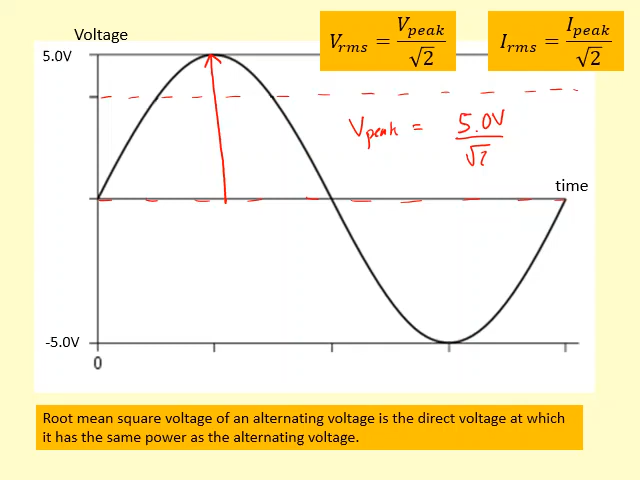 Voltage
V_rms = V_peak / √2
I_rms = I_peak / √2
5.0V
V_peak = 5.0V / √2
time
-5.0V
0
Root mean square voltage of an alternating voltage is the direct voltage at which
it has the same power as the alternating voltage.